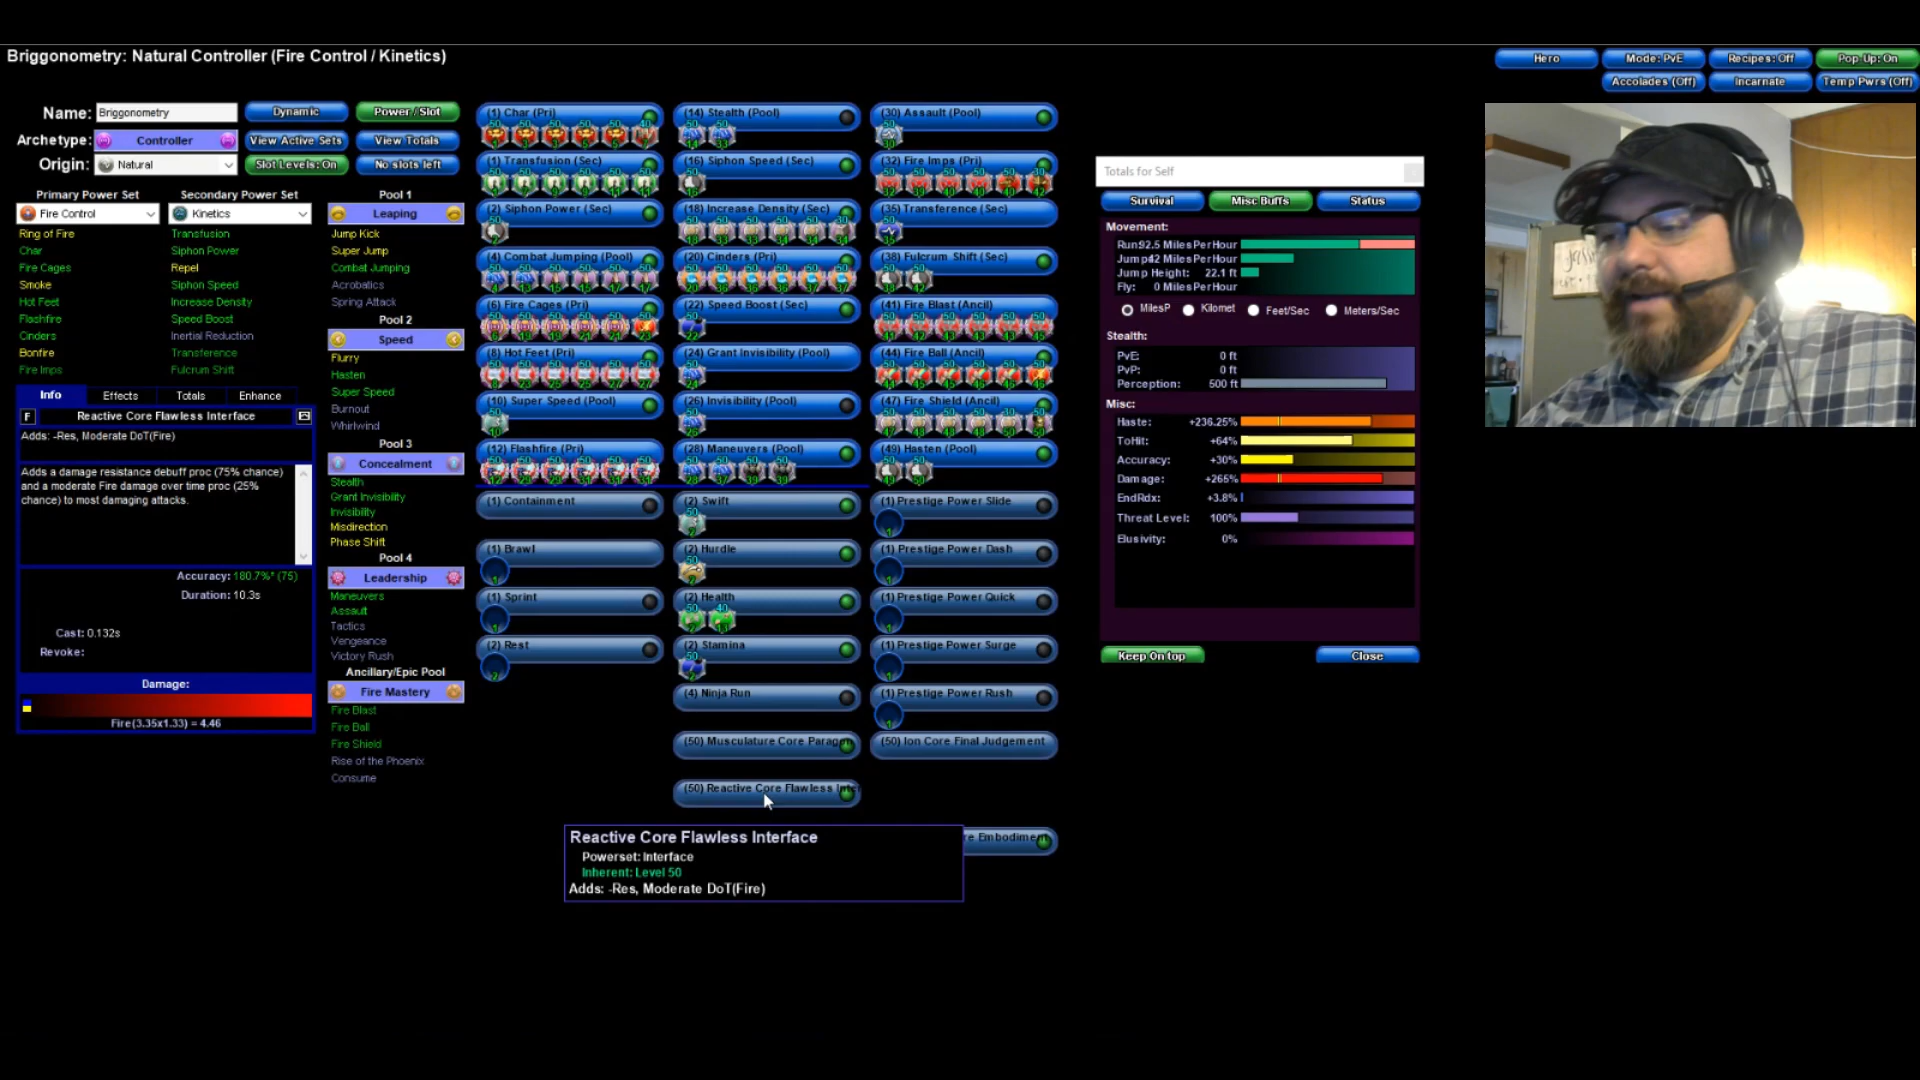 Briggonometry: Natural Controller (Fire Control / Kinetics)
Hero
Mode: PvE
Recipes: Off
Pop-Up: On
Accolades (Off)
Incarnate
Temp Pwrs (Off)
Name: Briggonometry
Dynamic
Power / Slot
Archetype: Controller
View Active Sets
View Totals
Origin: Natural
Slot Levels: On
No slots left
Primary Power Set
Secondary Power Set
Fire Control
Kinetics
Ring of Fire
Char
Fire Cages
Smoke
Hot Feet
Flashfire
Cinders
Bonfire
Fire Imps
Transfusion
Siphon Power
Repel
Siphon Speed
Increase Density
Speed Boost
Inertial Reduction
Transference
Fulcrum Shift
Pool 1
Leaping
Jump Kick
Super Jump
Combat Jumping
Acrobatics
Spring Attack
Pool 2
Speed
Flurry
Hasten
Super Speed
Burnout
Whirlwind
Pool 3
Concealment
Stealth
Grant Invisibility
Invisibility
Misdirection
Phase Shift
Pool 4
Leadership
Maneuvers
Assault
Tactics
Vengeance
Victory Rush
Ancillary/Epic Pool
Fire Mastery
Fire Blast
Fire Ball
Fire Shield
Rise of the Phoenix
Consume
Info
Effects
Totals
Enhance
F
Reactive Core Flawless Interface
Adds: -Res, Moderate DoT(Fire)
Adds a damage resistance debuff proc (75% chance)
and a moderate Fire damage over time proc (25%
chance) to most damaging attacks.
Accuracy: 180.7%* (75)
Duration: 10.3s
Cast: 0.132s
Revoke:
Damage:
Fire(3.35x1.33) = 4.46
(1) Char (Pri)
(1) Transfusion (Sec)
(2) Siphon Power (Sec)
(4) Combat Jumping (Pool)
(6) Fire Cages (Pri)
(8) Hot Feet (Pri)
(10) Super Speed (Pool)
(12) Flashfire (Pri)
(1) Containment
(1) Brawl
(1) Sprint
(2) Rest
(14) Stealth (Pool)
(16) Siphon Speed (Sec)
(18) Increase Density (Sec)
(20) Cinders (Pri)
(22) Speed Boost (Sec)
(24) Grant Invisibility (Pool)
(26) Invisibility (Pool)
(28) Maneuvers (Pool)
(2) Swift
(2) Hurdle
(2) Health
(2) Stamina
(4) Ninja Run
(50) Musculature Core Parago
(50) Reactive Core Flawless Inte
(30) Assault (Pool)
(32) Fire Imps (Pri)
(35) Transference (Sec)
(38) Fulcrum Shift (Sec)
(41) Fire Blast (Ancil)
(44) Fire Ball (Ancil)
(47) Fire Shield (Ancil)
(49) Hasten (Pool)
(1) Prestige Power Slide
(1) Prestige Power Dash
(1) Prestige Power Quick
(1) Prestige Power Surge
(1) Prestige Power Rush
(50) Ion Core Final Judgement
re Embodimen
Reactive Core Flawless Interface
Powerset: Interface
Inherent: Level 50
Adds: -Res, Moderate DoT(Fire)
Totals for Self
Survival
Misc Buffs
Status
Movement:
Run: 92.5 MilesPerHour
Jump: 42 MilesPerHour
Jump Height: 22.1 ft
Fly: 0 MilesPerHour
MilesP
Kilomet
Feet/Sec
Meters/Sec
Stealth:
PvE: 0 ft
PvP: 0 ft
Perception: 500 ft
Misc:
Haste: +236.25%
ToHit: +64%
Accuracy: +30%
Damage: +265%
EndRdx: +3.8%
Threat Level: 100%
Elusivity: 0%
Keep On top
Close